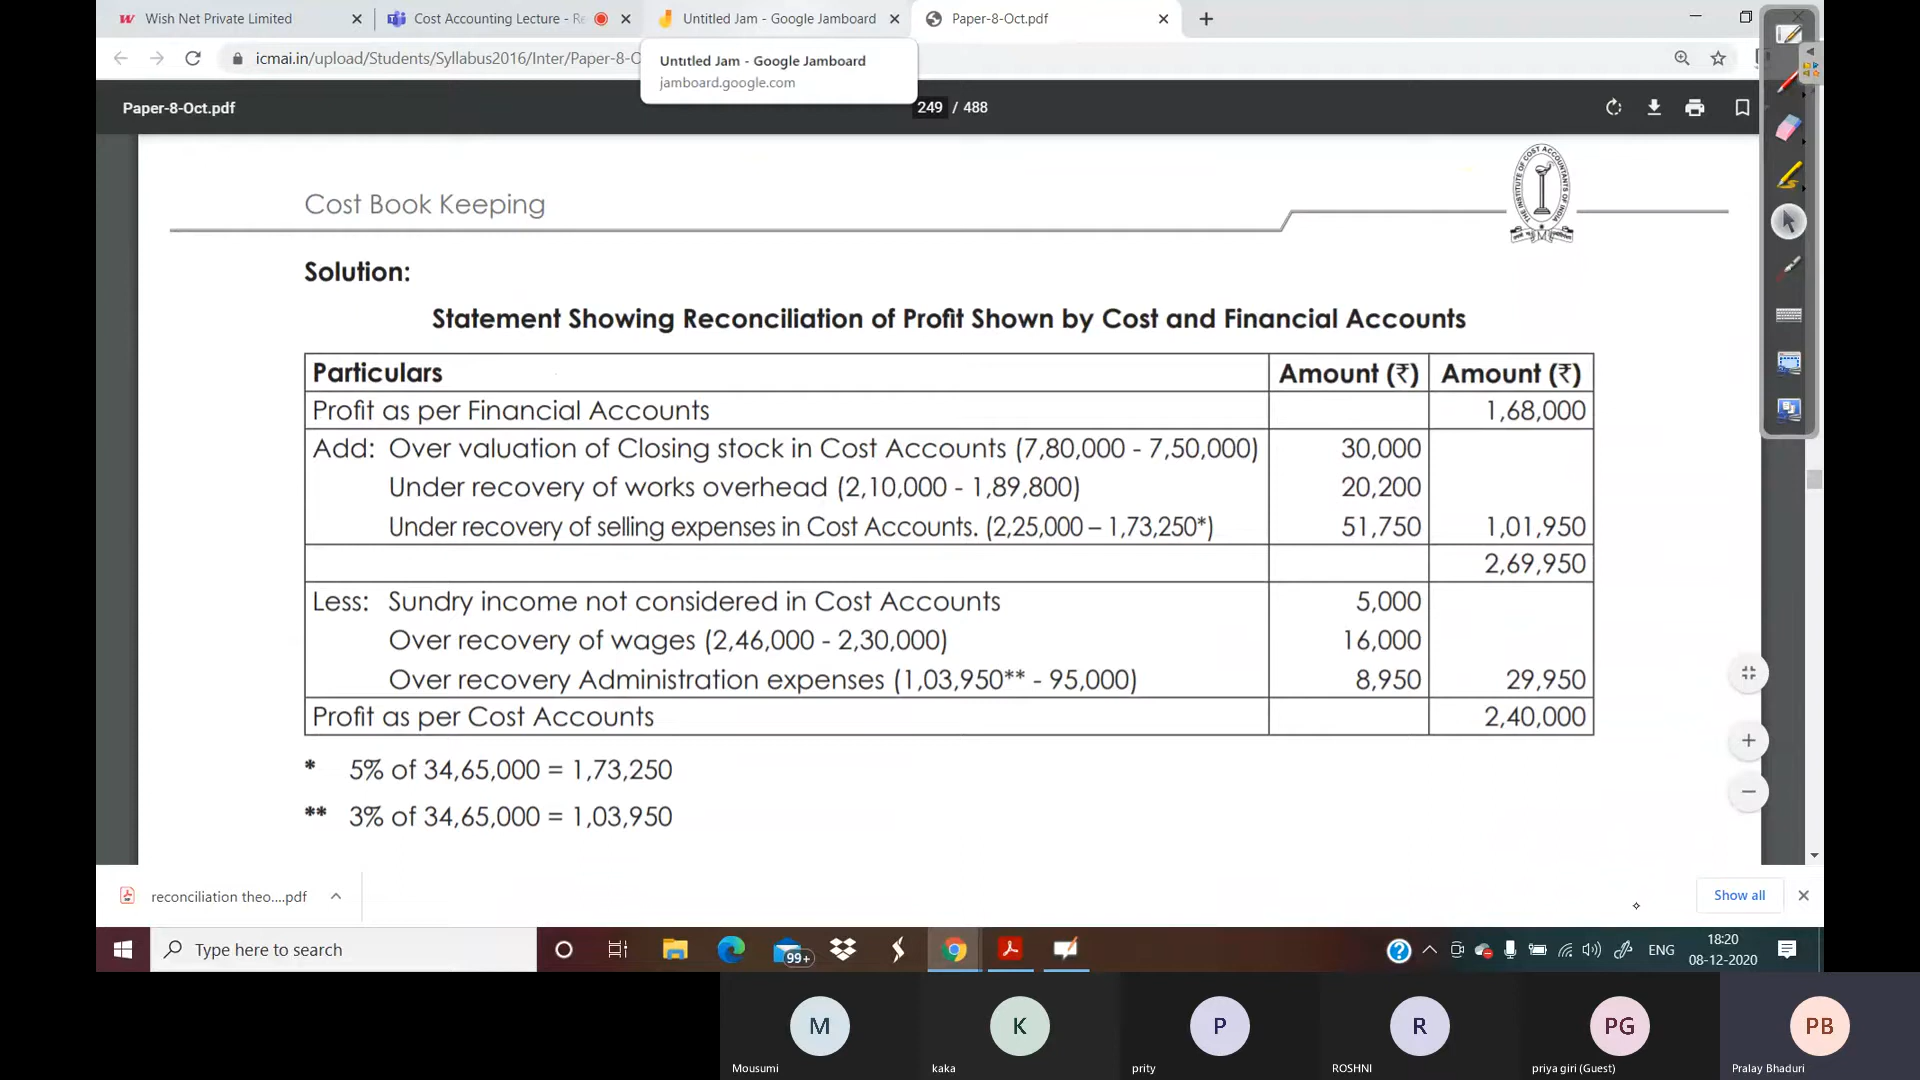 Wish Net Private Limited
Cost Accounting Lecture - Re
Untitled Jam - Google Jamboard
Paper-8-Oct.pdf
icmai.in/upload/Students/Syllabus2016/Inter/Paper-8-O
Untitled Jam - Google Jamboard
jamboard.google.com
Paper-8-Oct.pdf
249 / 488
Cost Book Keeping
THE INSTITUTE OF COST ACCOUNTANTS OF INDIA
Solution:
Statement Showing Reconciliation of Profit Shown by Cost and Financial Accounts
Particulars Amount (₹) Amount (₹)
Profit as per Financial Accounts 1,68,000
Add: Over valuation of Closing stock in Cost Accounts (7,80,000 - 7,50,000) 30,000
Under recovery of works overhead (2,10,000 - 1,89,800) 20,200
Under recovery of selling expenses in Cost Accounts. (2,25,000 – 1,73,250*) 51,750 1,01,950
2,69,950
Less: Sundry income not considered in Cost Accounts 5,000
Over recovery of wages (2,46,000 - 2,30,000) 16,000
Over recovery Administration expenses (1,03,950** - 95,000) 8,950 29,950
Profit as per Cost Accounts 2,40,000
* 5% of 34,65,000 = 1,73,250
** 3% of 34,65,000 = 1,03,950
reconciliation theo....pdf
Show all
Type here to search
99+
ENG
18:20
08-12-2020
M
K
P
R
PG
PB
Mousumi
kaka
prity
ROSHNI
priya giri (Guest)
Pralay Bhaduri